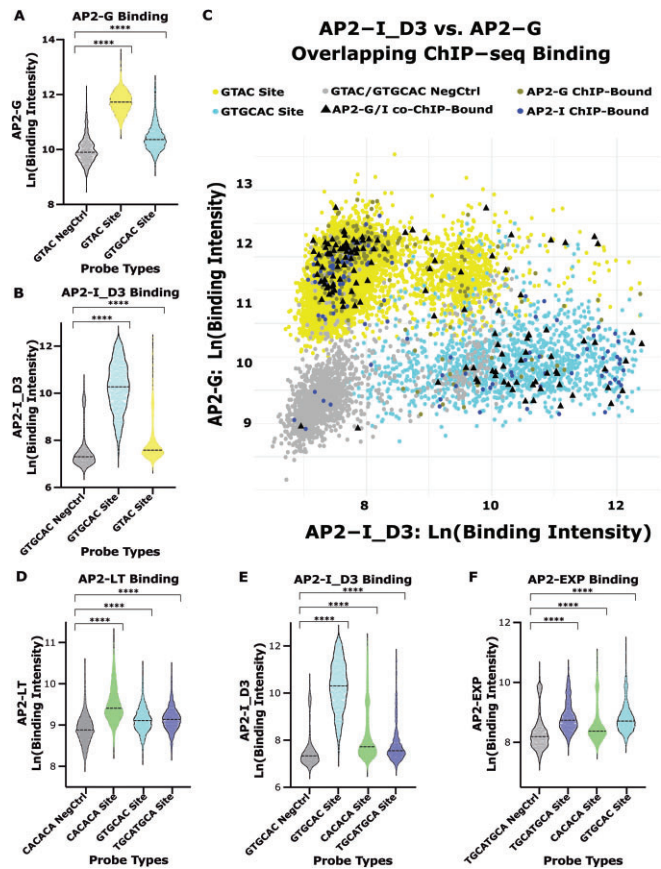 A
AP2-G Binding
****
****
AP2-G
Ln(Binding Intensity)
12
10
8
GTAC NegCtrl
GTAC Site
GTGCAC Site
Probe Types
B
AP2-I_D3 Binding
****
****
AP2-I_D3
Ln(Binding Intensity)
12
10
8
6
GTGCAC NegCtrl
GTGCAC Site
GTAC Site
Probe Types
C
AP2-I_D3 vs. AP2-G
Overlapping ChIP-seq Binding
GTAC Site
GTAC/GTGCAC NegCtrl
AP2-G ChIP-Bound
GTGCAC Site
AP2-G/I co-ChIP-Bound
AP2-I ChIP-Bound
AP2-G: Ln(Binding Intensity)
13
12
11
10
9
8
10
12
AP2-I_D3: Ln(Binding Intensity)
D
AP2-LT Binding
****
****
****
AP2-LT
Ln(Binding Intensity)
11
10
9
8
CACACA NegCtrl
CACACA Site
GTGCAC Site
TGCATGCA Site
Probe Types
E
AP2-I_D3 Binding
****
****
****
AP2-I_D3
Ln(Binding Intensity)
12
10
8
6
GTGCAC NegCtrl
GTGCAC Site
CACACA Site
TGCATGCA Site
Probe Types
F
AP2-EXP Binding
****
****
****
AP2-EXP
Ln(Binding Intensity)
12
10
8
TGCATGCA NegCtrl
TGCATGCA Site
CACACA Site
GTGCAC Site
Probe Types